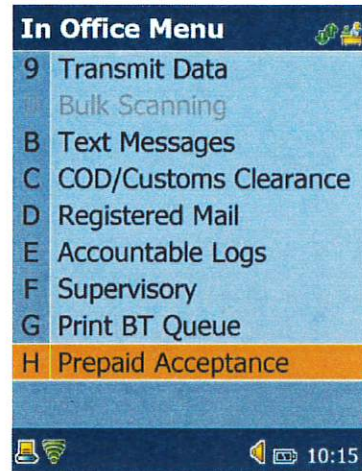 In Office Menu
9 Transmit Data
Bulk Scanning
B Text Messages
C COD/Customs Clearance
D Registered Mail
E Accountable Logs
F Supervisory
G Print BT Queue
H Prepaid Acceptance
10:15